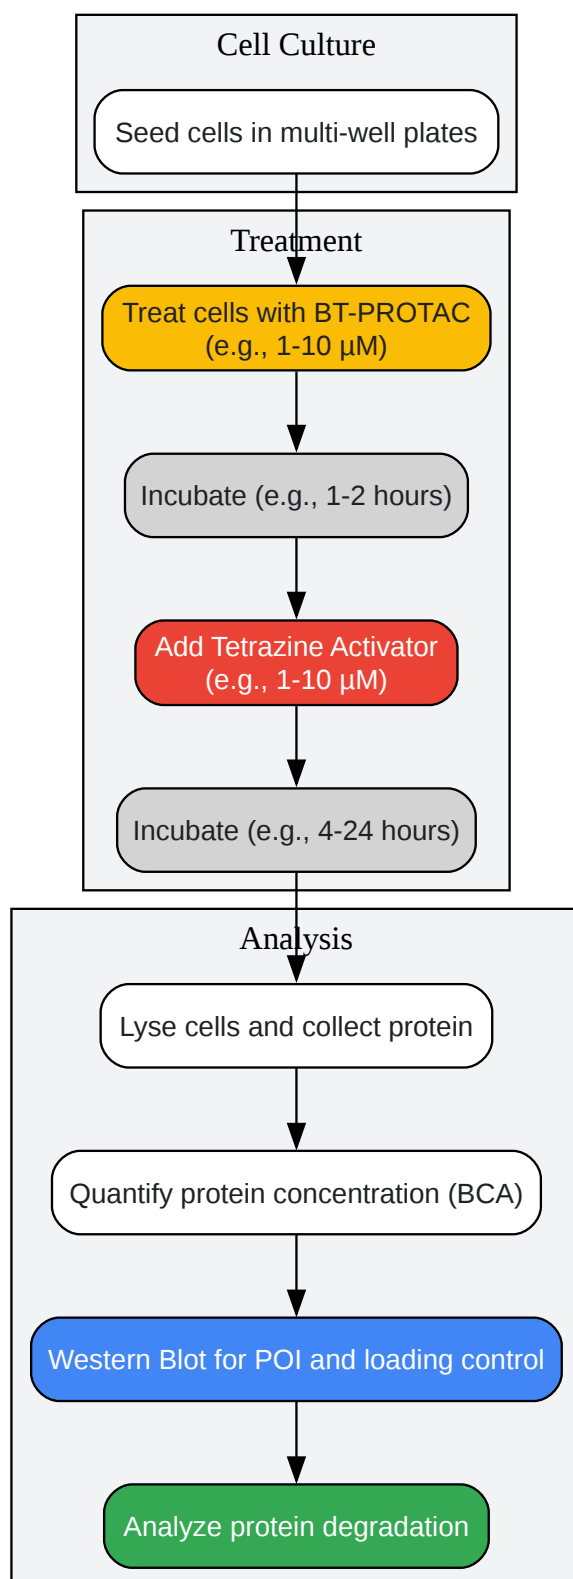 Cell Culture
Seed cells in multi-well plates
Treatment
Treat cells with BT-PROTAC
(e.g., 1-10 µM)
Incubate (e.g., 1-2 hours)
Add Tetrazine Activator
(e.g., 1-10 µM)
Incubate (e.g., 4-24 hours)
Analysis
Lyse cells and collect protein
Quantify protein concentration (BCA)
Western Blot for POI and loading control
Analyze protein degradation